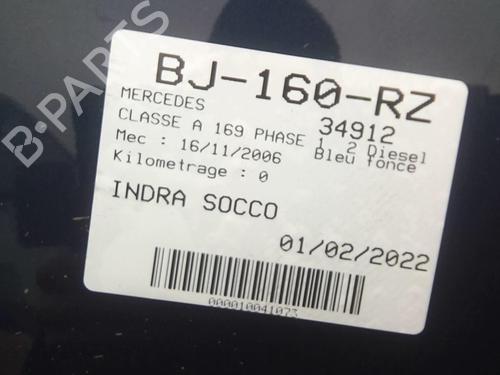 B-PARTS
BJ-160-RZ
MERCEDES 34912
CLASSE A 169 PHASE 1, 2 Diesel
Mec : 16/11/2006 Bleu fonce
Kilometrage : 0
INDRA SOCCO
01/02/2022
000010041073